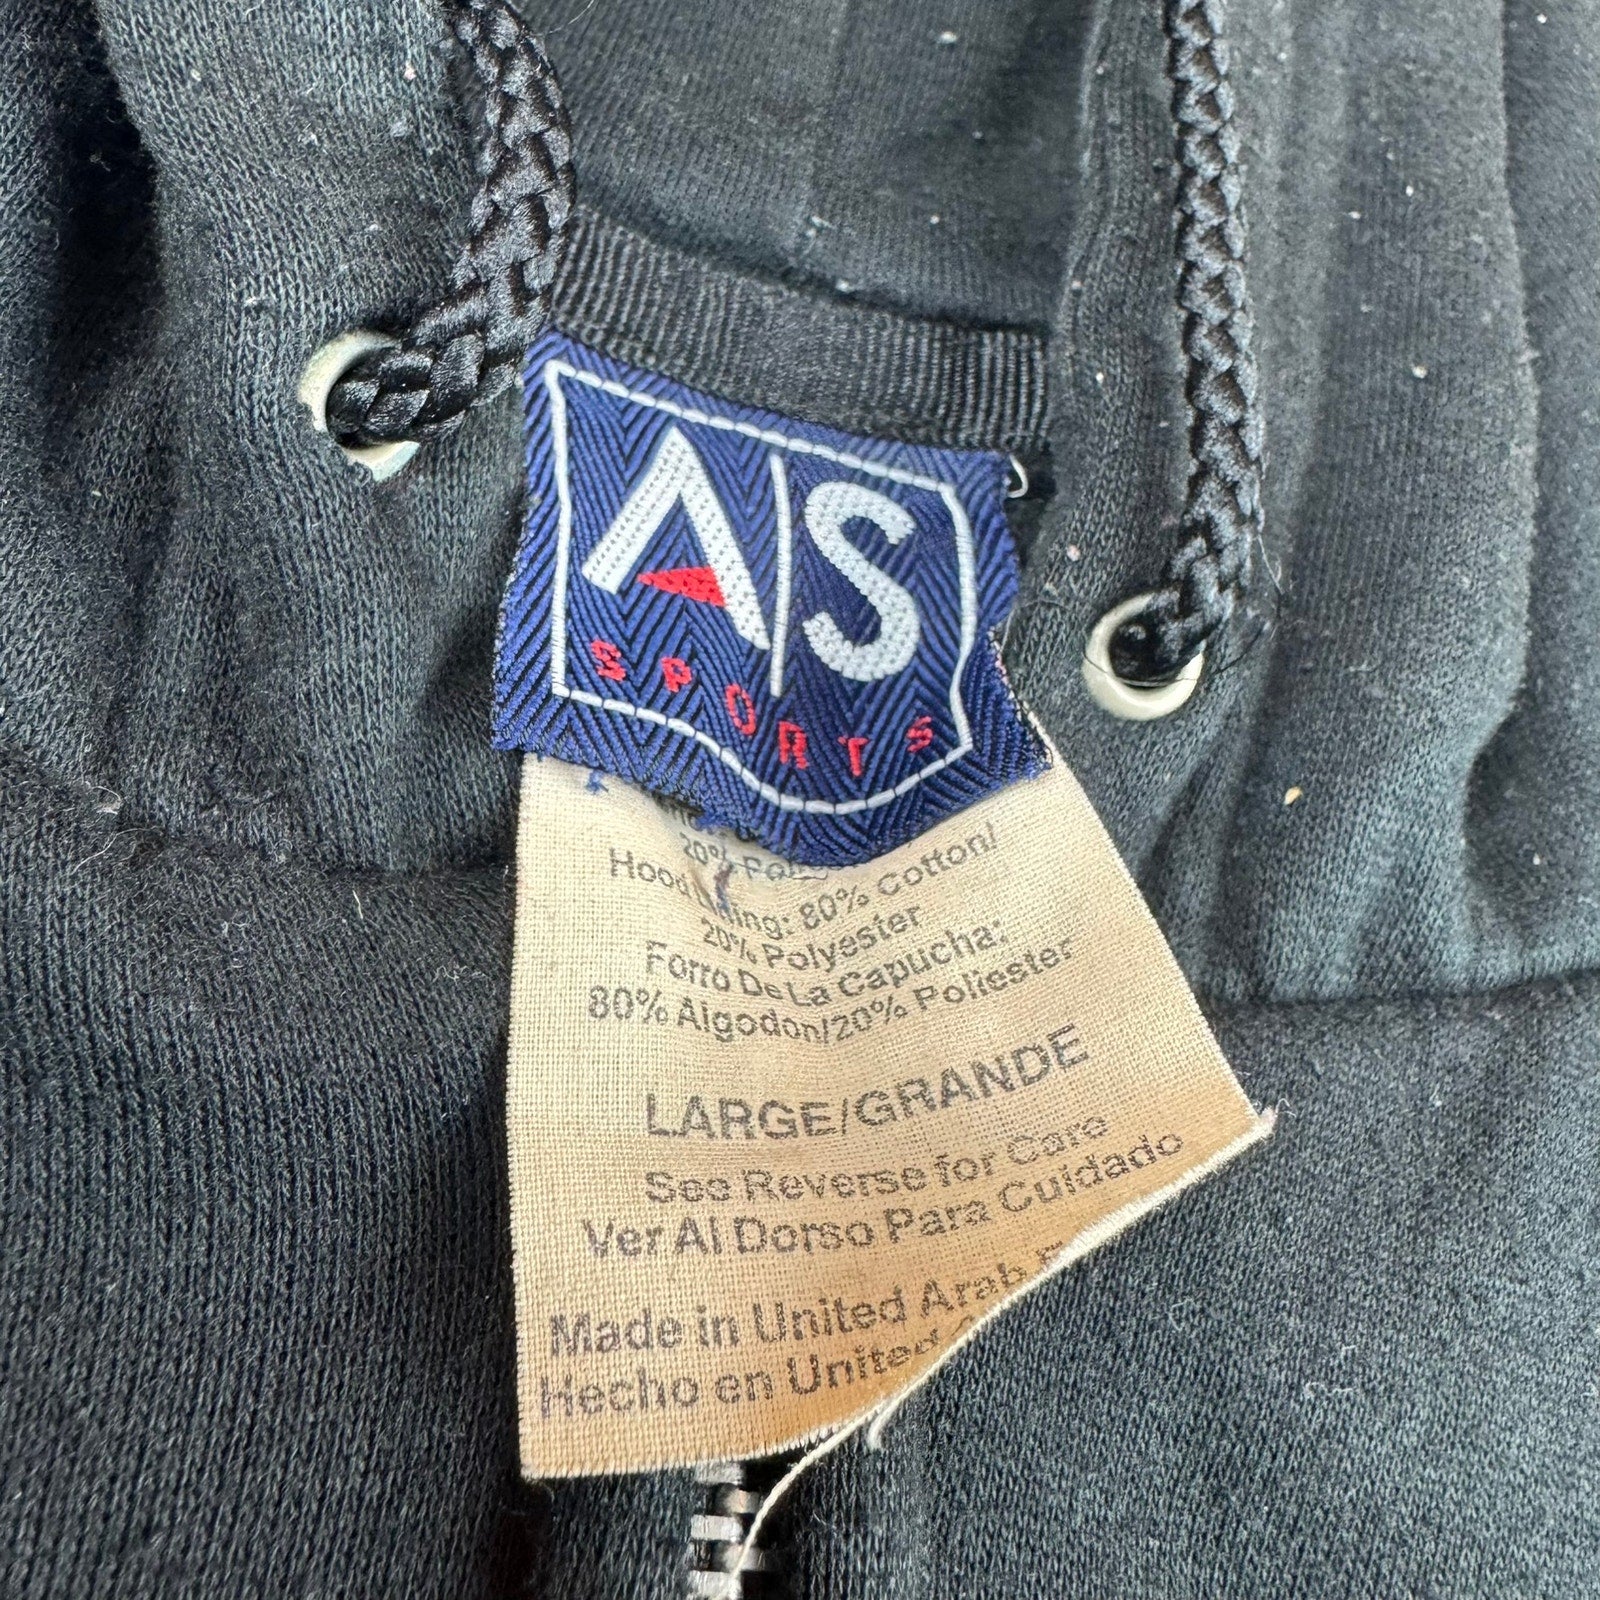 A|S
SPORTS
20%
Hood Lining: 80% Cotton/
20% Polyester
Forro De La Capucha:
80% Algodon/20% Poliester
LARGE/GRANDE
See Reverse for Care
Ver Al Dorso Para Cuidado
Made in United Arab
Hecho en United